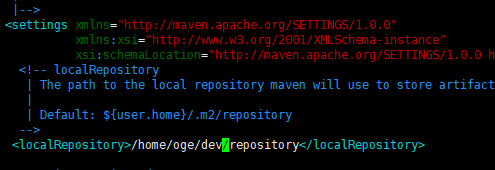 |-->
<settings xmlns="http://maven.apache.org/SETTINGS/1.0.0"
xmlns:xsi="http://www.w3.org/2001/XMLSchema-instance"
xsi:schemaLocation="http://maven.apache.org/SETTINGS/1.0.0 h
<!-- localRepository
| The path to the local repository maven will use to store artifact
|
| Default: ${user.home}/.m2/repository
-->
<localRepository>/home/oge/dev/repository</localRepository>